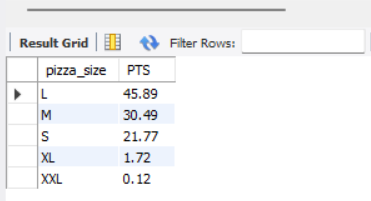 Result Grid Filter Rows:
pizza_size PTS
L 45.89
M 30.49
S 21.77
XL 1.72
XXL 0.12